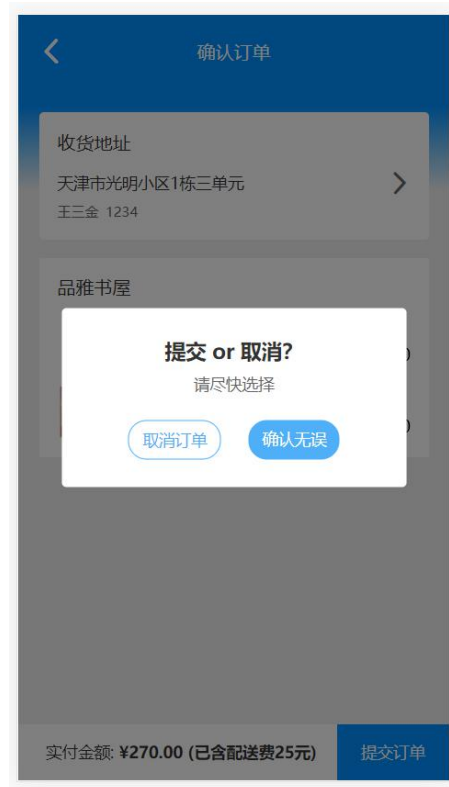 确认订单
收货地址
天津市光明小区1栋三单元
王三金 1234
品雅书屋
提交 or 取消?
请尽快选择
取消订单 确认无误
实付金额: ¥270.00 (已含配送费25元) 提交订单